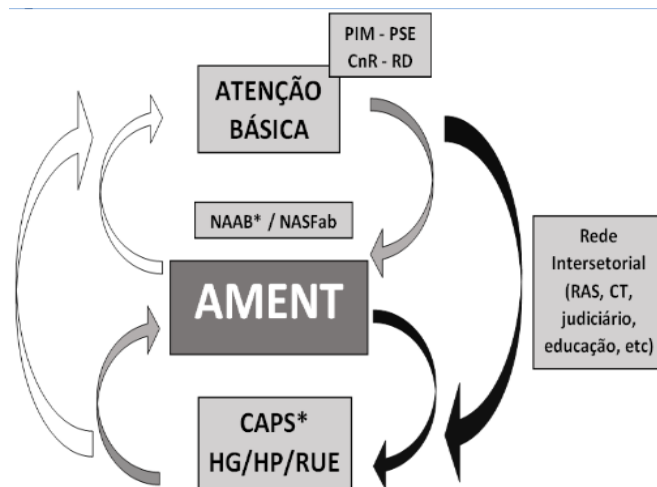 PIM - PSE
CnR - RD
ATENÇÃO
BÁSICA
NAAB* / NASFab
AMENT
Rede
Intersetorial
(RAS, CT,
judiciário,
educação, etc)
CAPS*
HG/HP/RUE